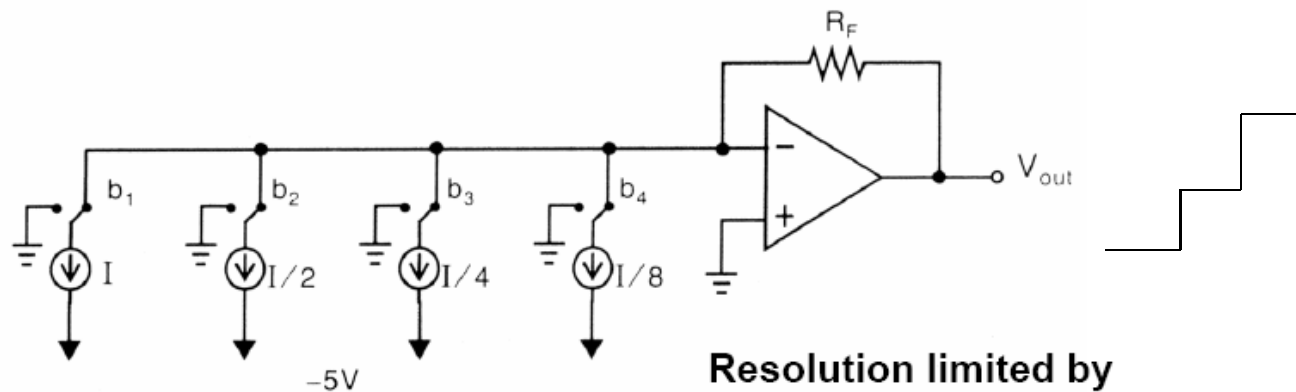 R_F
b_1 b_2 b_3 b_4
−
+
V_out
I I/2 I/4 I/8
−5V
Resolution limited by